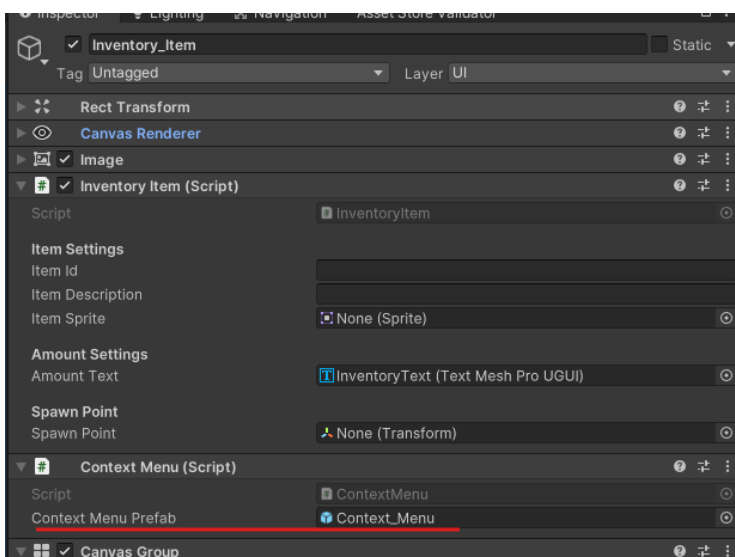 Inspector Lighting Navigation Asset Store Validator
Inventory_Item Static
Tag Untagged Layer UI
Rect Transform
Canvas Renderer
Image
# Inventory Item (Script)
Script InventoryItem
Item Settings
Item Id
Item Description
Item Sprite None (Sprite)
Amount Settings
Amount Text InventoryText (Text Mesh Pro UGUI)
Spawn Point
Spawn Point None (Transform)
# Context Menu (Script)
Script ContextMenu
Context Menu Prefab Context_Menu
Canvas Group